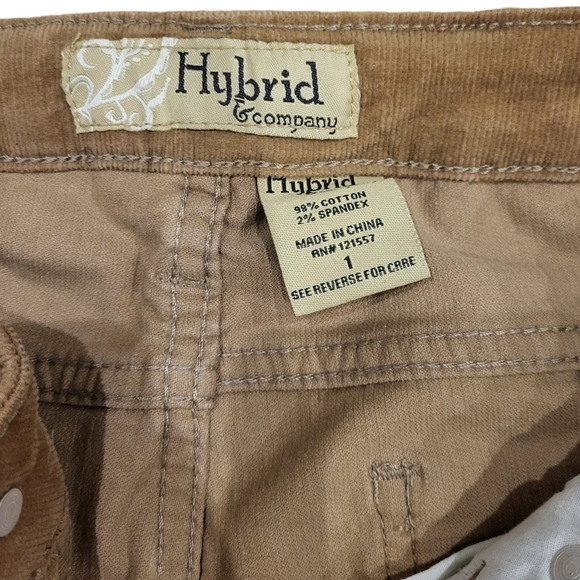 Hybrid
& company
Hybrid
98% COTTON
2% SPANDEX
MADE IN CHINA
RN# 121557
1
SEE REVERSE FOR CARE